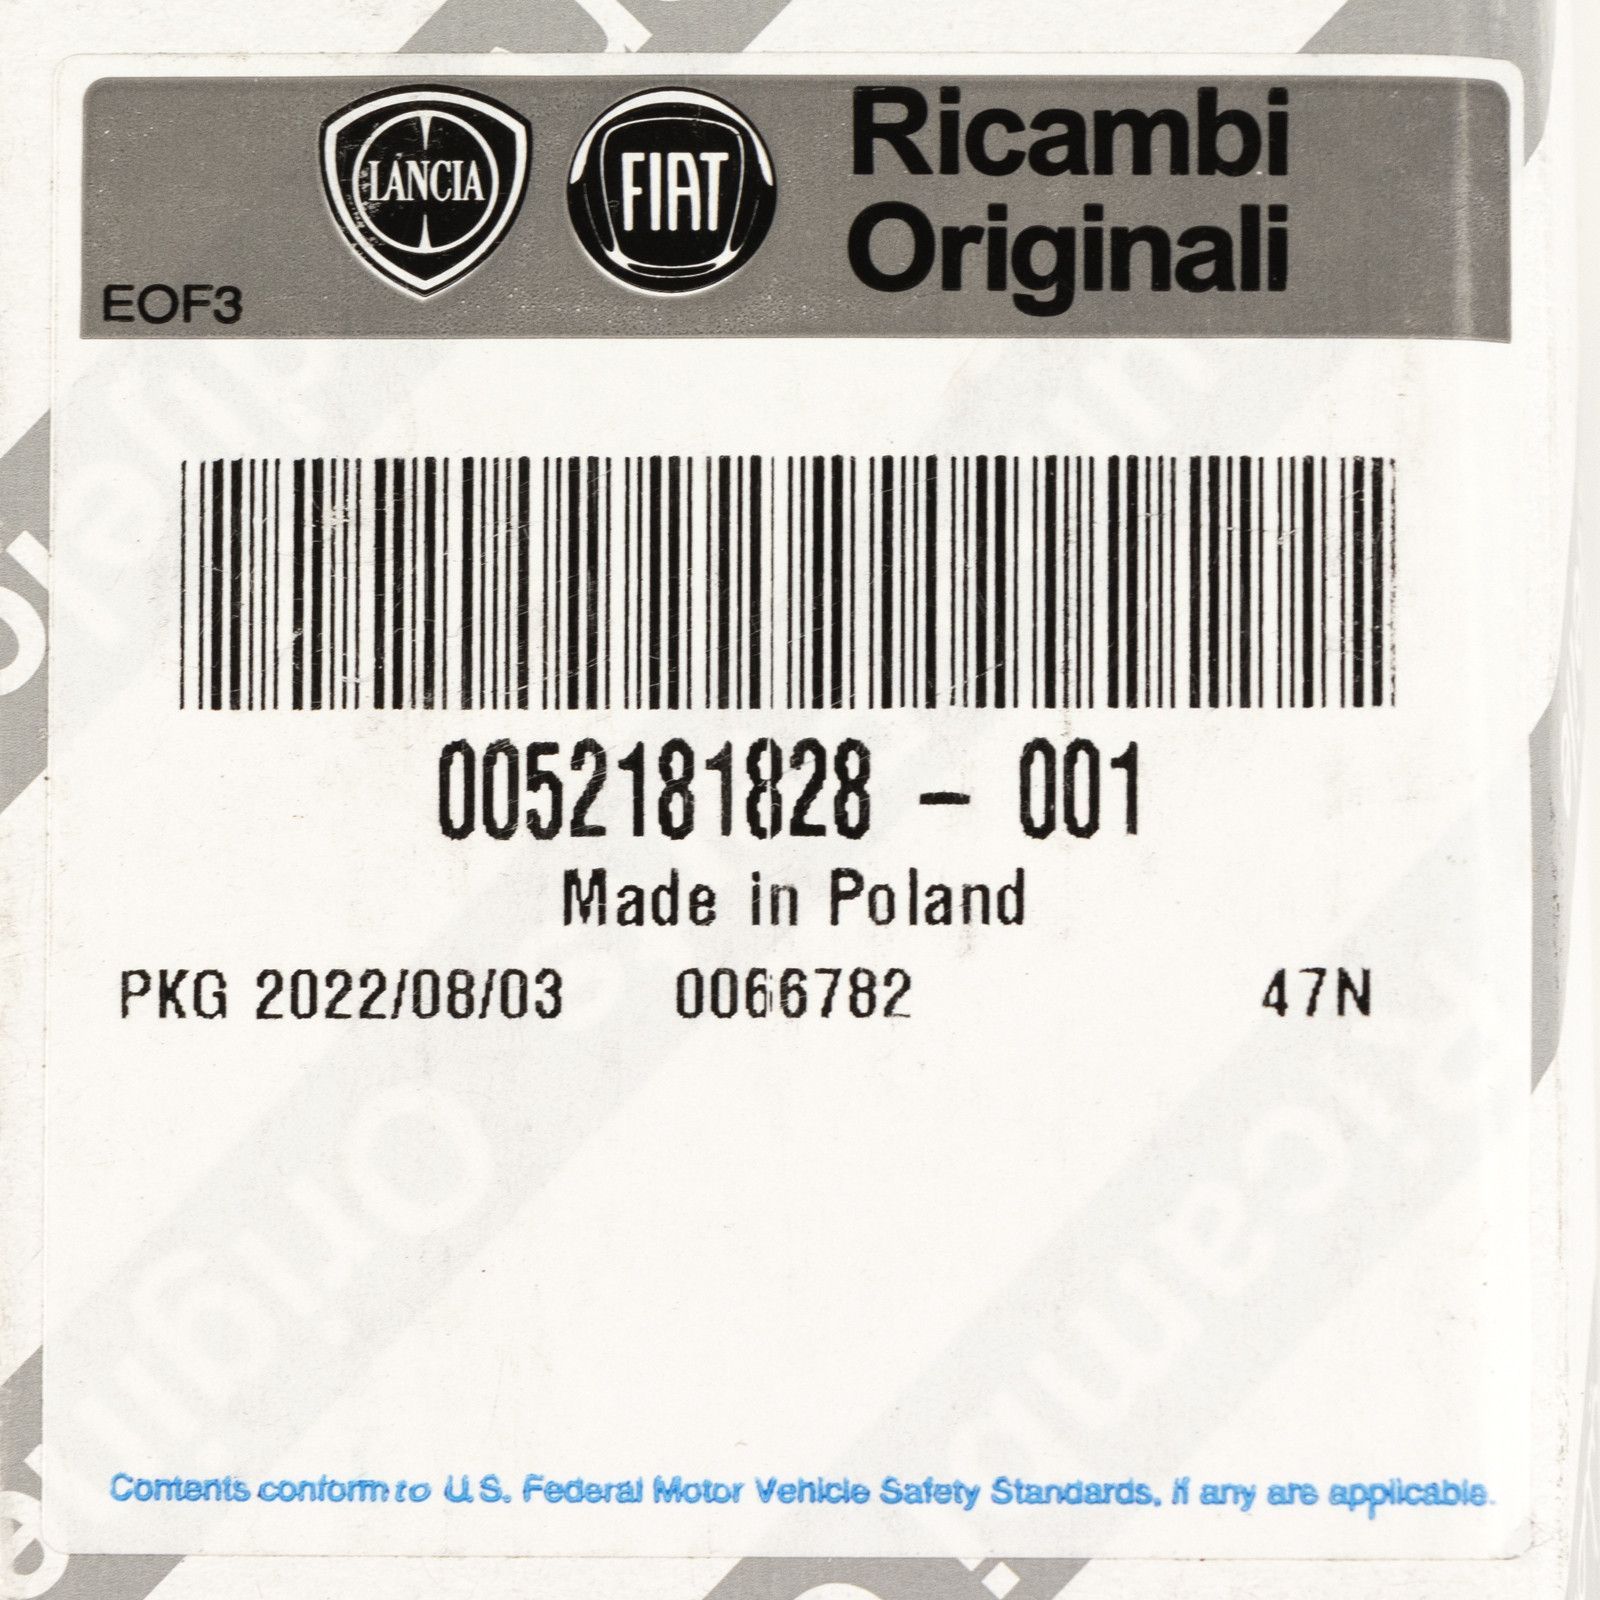 LANCIA FIAT Ricambi
Originali
EOF3
0052181828 - 001
Made in Poland
PKG 2022/08/03 0066782 47N
Contents conform to U.S. Federal Motor Vehicle Safety Standards, if any are applicable.